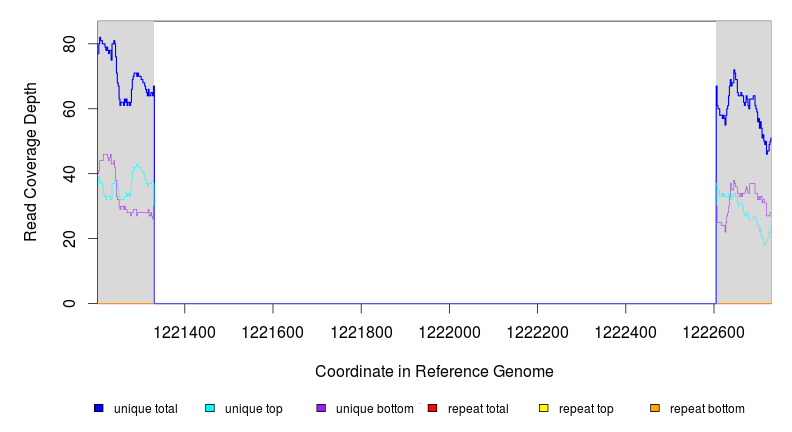 80
60
40
20
0
Read Coverage Depth
1221400 1221600 1221800 1222000 1222200 1222400 1222600
Coordinate in Reference Genome
unique total unique top unique bottom repeat total repeat top repeat bottom